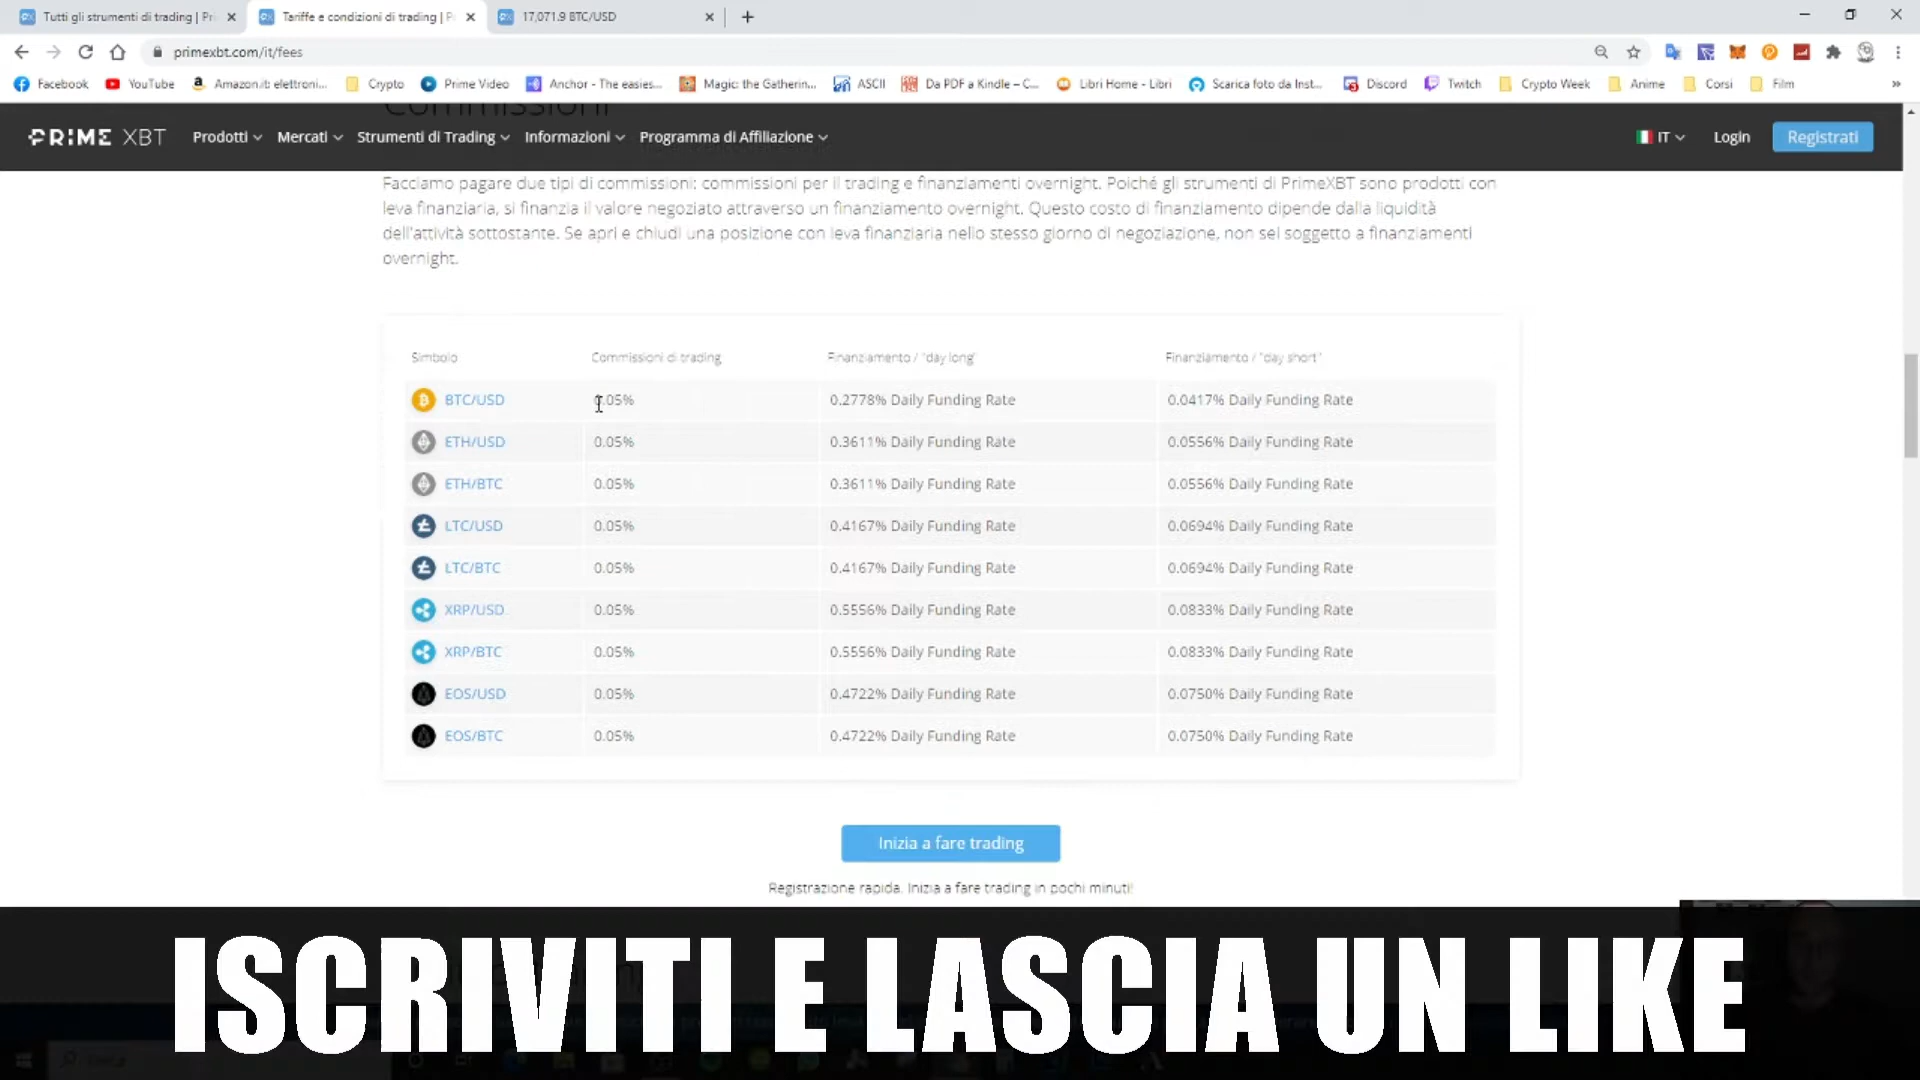 Tutti gli strumenti di trading | Pri
Tariffe e condizioni di trading | P
17,071.9 BTC/USD
primexbt.com/it/fees
Facebook
YouTube
Amazon.it: elettroni...
Crypto
Prime Video
Anchor - The easies...
Magic: the Gatherin...
ASCII
Da PDF a Kindle – C...
Libri Home - Libri
Scarica foto da Inst...
Discord
Twitch
Crypto Week
Anime
Corsi
Film
»
Commissioni
PRIME XBT
Prodotti
Mercati
Strumenti di Trading
Informazioni
Programma di Affiliazione
IT
Login
Registrati
Facciamo pagare due tipi di commissioni: commissioni per il trading e finanziamenti overnight. Poiché gli strumenti di PrimeXBT sono prodotti con
leva finanziaria, si finanzia il valore negoziato attraverso un finanziamento overnight. Questo costo di finanziamento dipende dalla liquidità
dell'attività sottostante. Se apri e chiudi una posizione con leva finanziaria nello stesso giorno di negoziazione, non sei soggetto a finanziamenti
overnight.
Simbolo Commissioni di trading Finanziamento / "day long" Finanziamento / "day short"
BTC/USD 0.05% 0.2778% Daily Funding Rate 0.0417% Daily Funding Rate
ETH/USD 0.05% 0.3611% Daily Funding Rate 0.0556% Daily Funding Rate
ETH/BTC 0.05% 0.3611% Daily Funding Rate 0.0556% Daily Funding Rate
LTC/USD 0.05% 0.4167% Daily Funding Rate 0.0694% Daily Funding Rate
LTC/BTC 0.05% 0.4167% Daily Funding Rate 0.0694% Daily Funding Rate
XRP/USD 0.05% 0.5556% Daily Funding Rate 0.0833% Daily Funding Rate
XRP/BTC 0.05% 0.5556% Daily Funding Rate 0.0833% Daily Funding Rate
EOS/USD 0.05% 0.4722% Daily Funding Rate 0.0750% Daily Funding Rate
EOS/BTC 0.05% 0.4722% Daily Funding Rate 0.0750% Daily Funding Rate
Inizia a fare trading
Registrazione rapida. Inizia a fare trading in pochi minuti!
ISCRIVITI E LASCIA UN LIKE